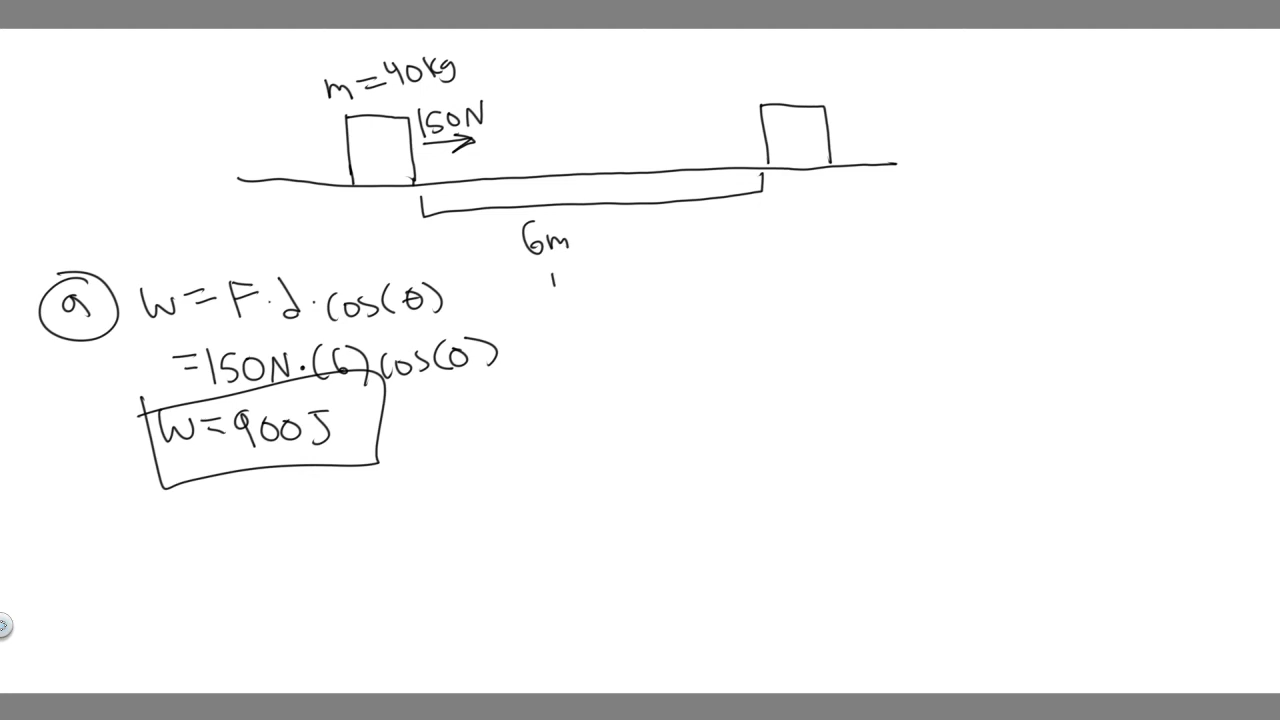 m=40kg
150N
6m
a W=F·d·cos(θ)
=150N·(6)cos(0)
W=900J